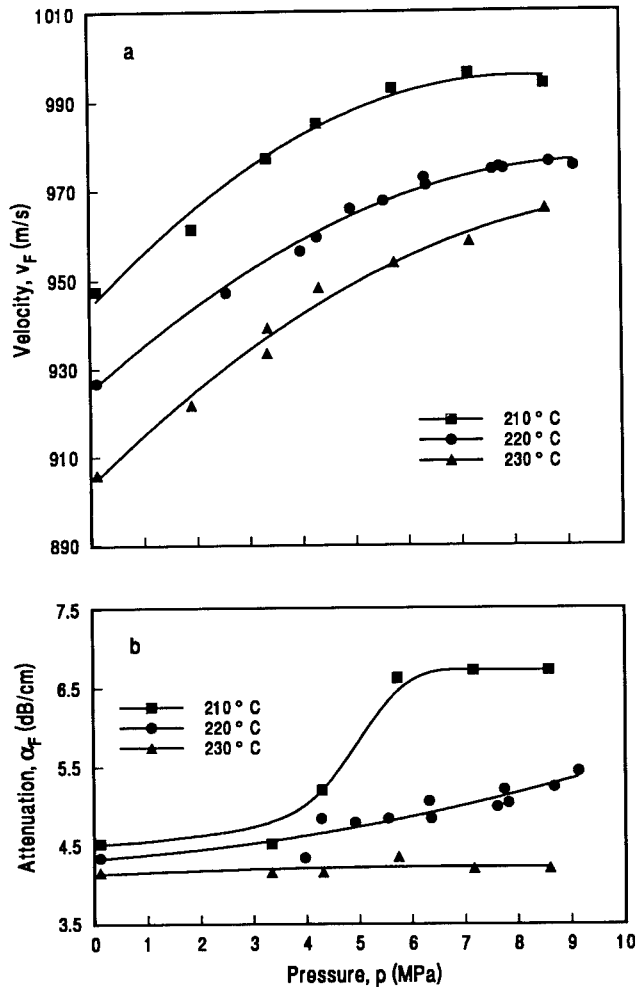 1010
a
990
970
950
930
910
890
Velocity, vF (m/s)
210° C
220° C
230° C
7.5
b
6.5
5.5
4.5
3.5
Attenuation, αF (dB/cm)
210° C
220° C
230° C
0 1 2 3 4 5 6 7 8 9 10
Pressure, p (MPa)